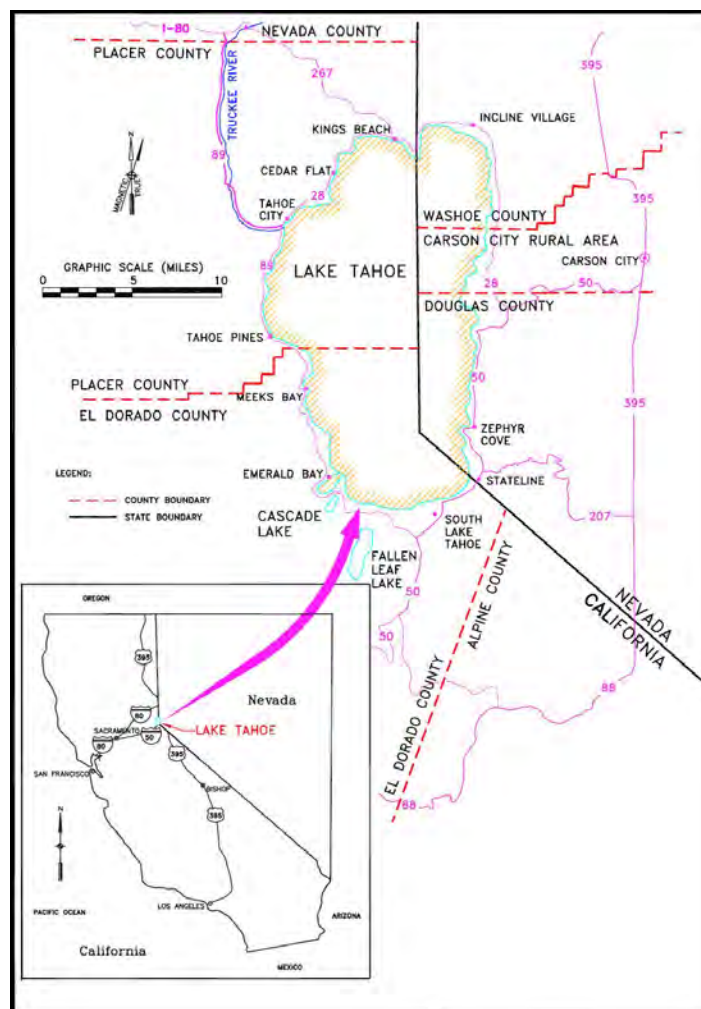 I-80
NEVADA COUNTY
PLACER COUNTY
267
TRUCKEE RIVER
395
KINGS BEACH
INCLINE VILLAGE
N
MAGNETIC
TRUE
89
CEDAR FLAT
28
TAHOE
CITY
WASHOE COUNTY
CARSON CITY RURAL AREA
395
CARSON CITY
GRAPHIC SCALE (MILES)
0 5 10
89
LAKE TAHOE
28
50
DOUGLAS COUNTY
TAHOE PINES
50
395
PLACER COUNTY
EL DORADO COUNTY
MEEKS BAY
ZEPHYR
COVE
LEGEND:
COUNTY BOUNDARY
STATE BOUNDARY
EMERALD BAY
STATELINE
CASCADE
LAKE
SOUTH
LAKE
TAHOE
207
FALLEN
LEAF
LAKE
50
50
ALPINE COUNTY
EL DORADO COUNTY
NEVADA
CALIFORNIA
88
88
OREGON
395
Nevada
80
LAKE TAHOE
SACRAMENTO
50
80
395
SAN FRANCISCO
BISHOP
395
N
LOS ANGELES
PACIFIC OCEAN
ARIZONA
California
MEXICO